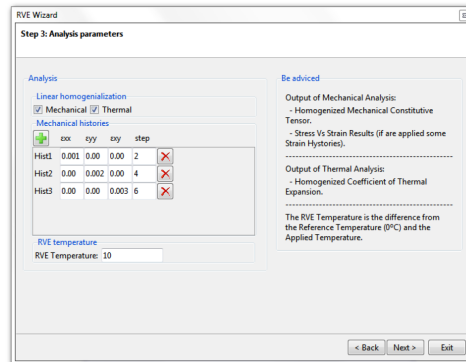 RVE Wizard
Step 3: Analysis parameters
Analysis
Linear homogenialization
Mechanical Thermal
Mechanical histories
εxx εyy εxy step
Hist1 0.001 0.00 0.00 2
Hist2 0.00 0.002 0.00 4
Hist3 0.00 0.00 0.003 6
RVE temperature
RVE Temperature: 10
Be adviced
Output of Mechanical Analysis:
- Homogenized Mechanical Constitutive
Tensor.
- Stress Vs Strain Results (if are applied some
Strain Hystories).
Output of Thermal Analysis:
- Homogenized Coefficient of Thermal
Expansion.
The RVE Temperature is the difference from
the Reference Temperature (0ºC) and the
Applied Temperature.
< Back Next > Exit